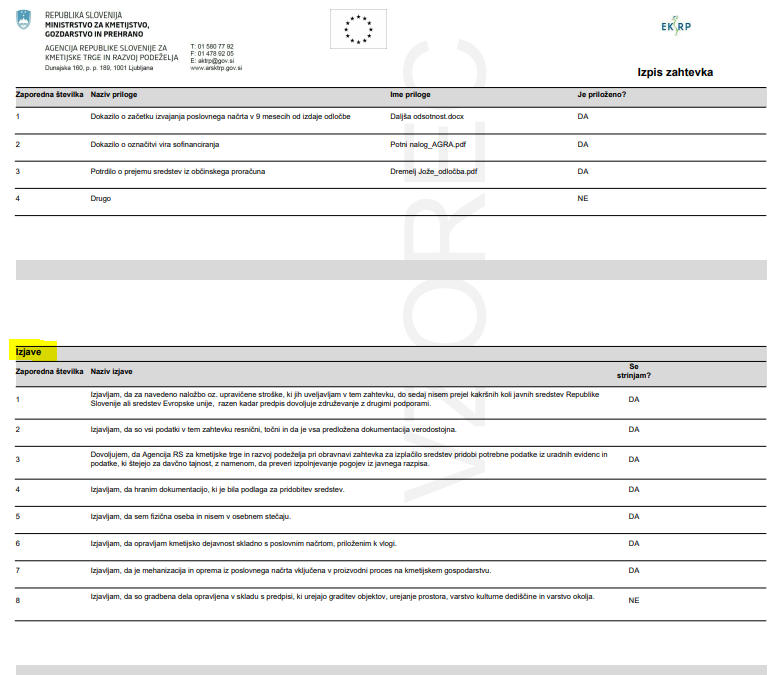 REPUBLIKA SLOVENIJA
MINISTRSTVO ZA KMETIJSTVO,
GOZDARSTVO IN PREHRANO
AGENCIJA REPUBLIKE SLOVENIJE ZA
KMETIJSKE TRGE IN RAZVOJ PODEŽELJA
Dunajska 160, p. p. 189, 1001 Ljubljana
T: 01 580 77 92
F: 01 478 92 05
E: aktrp@gov.si
www.arsktrp.gov.si
EKSRP
Izpis zahtevka
Zaporedna številka Naziv priloge Ime priloge Je priloženo?
1 Dokazilo o začetku izvajanja poslovnega načrta v 9 mesecih od izdaje odločbe Daljša odsotnost.docx DA
2 Dokazilo o označitvi vira sofinanciranja Potni nalog_AGRA.pdf DA
3 Potrdilo o prejemu sredstev iz občinskega proračuna Dremelj Jože_odločba.pdf DA
4 Drugo NE
VZOREC
Izjave
Zaporedna številka Naziv izjave Se strinjam?
1 Izjavljam, da za navedeno naložbo oz. upravičene stroške, ki jih uveljavljam v tem zahtevku, do sedaj nisem prejel kakršnih koli javnih sredstev Republike
Slovenije ali sredstev Evropske unije, razen kadar predpis dovoljuje združevanje z drugimi podporami. DA
2 Izjavljam, da so vsi podatki v tem zahtevku resnični, točni in da je vsa predložena dokumentacija verodostojna. DA
3 Dovoljujem, da Agencija RS za kmetijske trge in razvoj podeželja pri obravnavi zahtevka za izplačilo sredstev pridobi potrebne podatke iz uradnih evidenc in
podatke, ki štejejo za davčno tajnost, z namenom, da preveri izpolnjevanje pogojev iz javnega razpisa. DA
4 Izjavljam, da hranim dokumentacijo, ki je bila podlaga za pridobitev sredstev. DA
5 Izjavljam, da sem fizična oseba in nisem v osebnem stečaju. DA
6 Izjavljam, da opravljam kmetijsko dejavnost skladno s poslovnim načrtom, priloženim k vlogi. DA
7 Izjavljam, da je mehanizacija in oprema iz poslovnega načrta vključena v proizvodni proces na kmetijskem gospodarstvu. DA
8 Izjavljam, da so gradbena dela opravljena v skladu s predpisi, ki urejajo graditev objektov, urejanje prostora, varstvo kulturne dediščine in varstvo okolja. NE